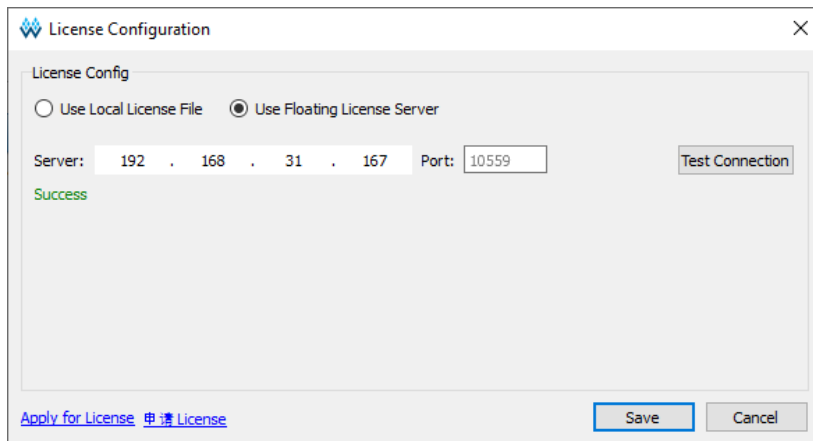 License Configuration
License Config
Use Local License File Use Floating License Server
Server: 192 . 168 . 31 . 167 Port: 10559 Test Connection
Success
Apply for License 申请 License Save Cancel